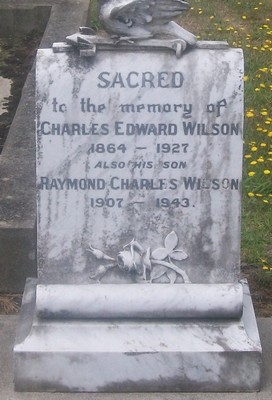 SACRED
to the memory of
CHARLES EDWARD WILSON
1864 – 1927
ALSO HIS SON
RAYMOND CHARLES WILSON
1907 – 1943.